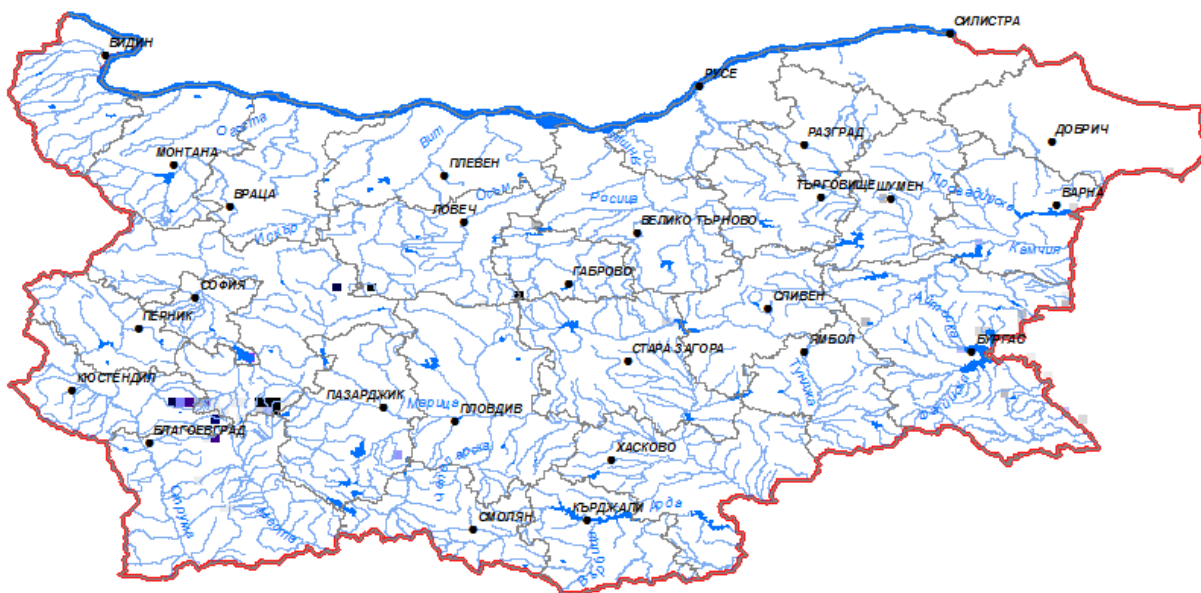 СИЛИСТРА
ВИДИН
РУСЕ
Огоста
Вит
РАЗГРАД
ДОБРИЧ
МОНТАНА
ПЛЕВЕН
ВРАЦА
Осъм
Росица
ТЪРГОВИЩЕ
ШУМЕН
Провадийска
ВАРНА
ЛОВЕЧ
ВЕЛИКО ТЪРНОВО
Искър
Камчия
СОФИЯ
ГАБРОВО
ПЕРНИК
СЛИВЕН
СТАРА ЗАГОРА
ЯМБОЛ
БУРГАС
КЮСТЕНДИЛ
ПАЗАРДЖИК
Марица
ПЛОВДИВ
Тунджа
БЛАГОЕВГРАД
ХАСКОВО
Струма
Места
СМОЛЯН
КЪРДЖАЛИ